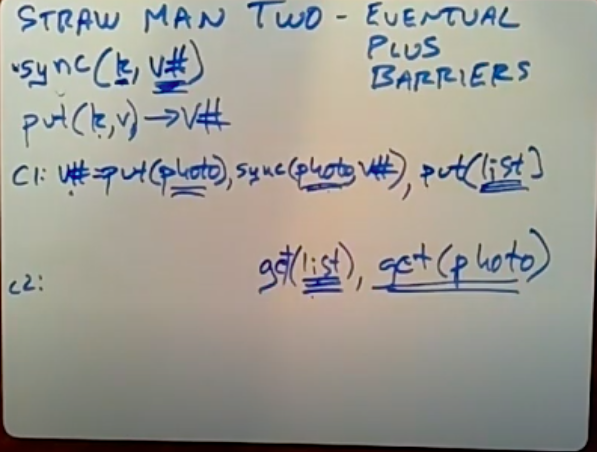 STRAW MAN TWO - EVENTUAL
PLUS
BARRIERS
sync(k, v#)
put(k,v) → v#
C1: v#=put(photo), sync(photo, v#), put(list)
C2: get(list), get(photo)